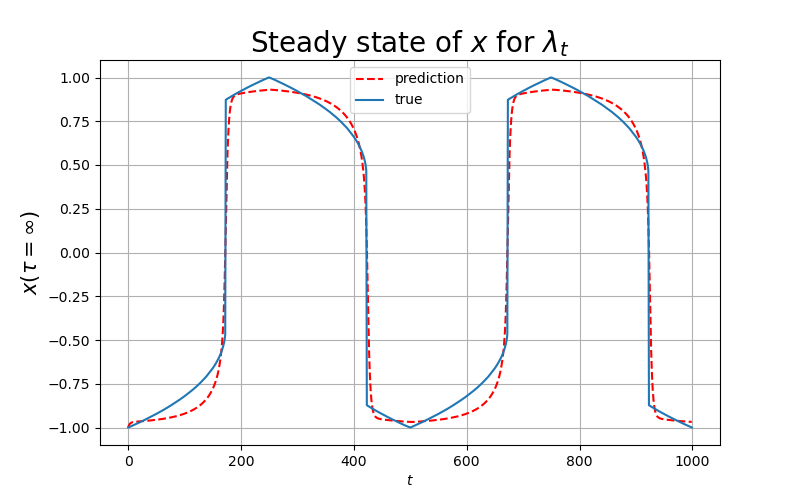 Steady state of x for λ_t
prediction
true
1.00
0.75
0.50
0.25
0.00
−0.25
−0.50
−0.75
−1.00
x(τ = ∞)
0 200 400 600 800 1000
t